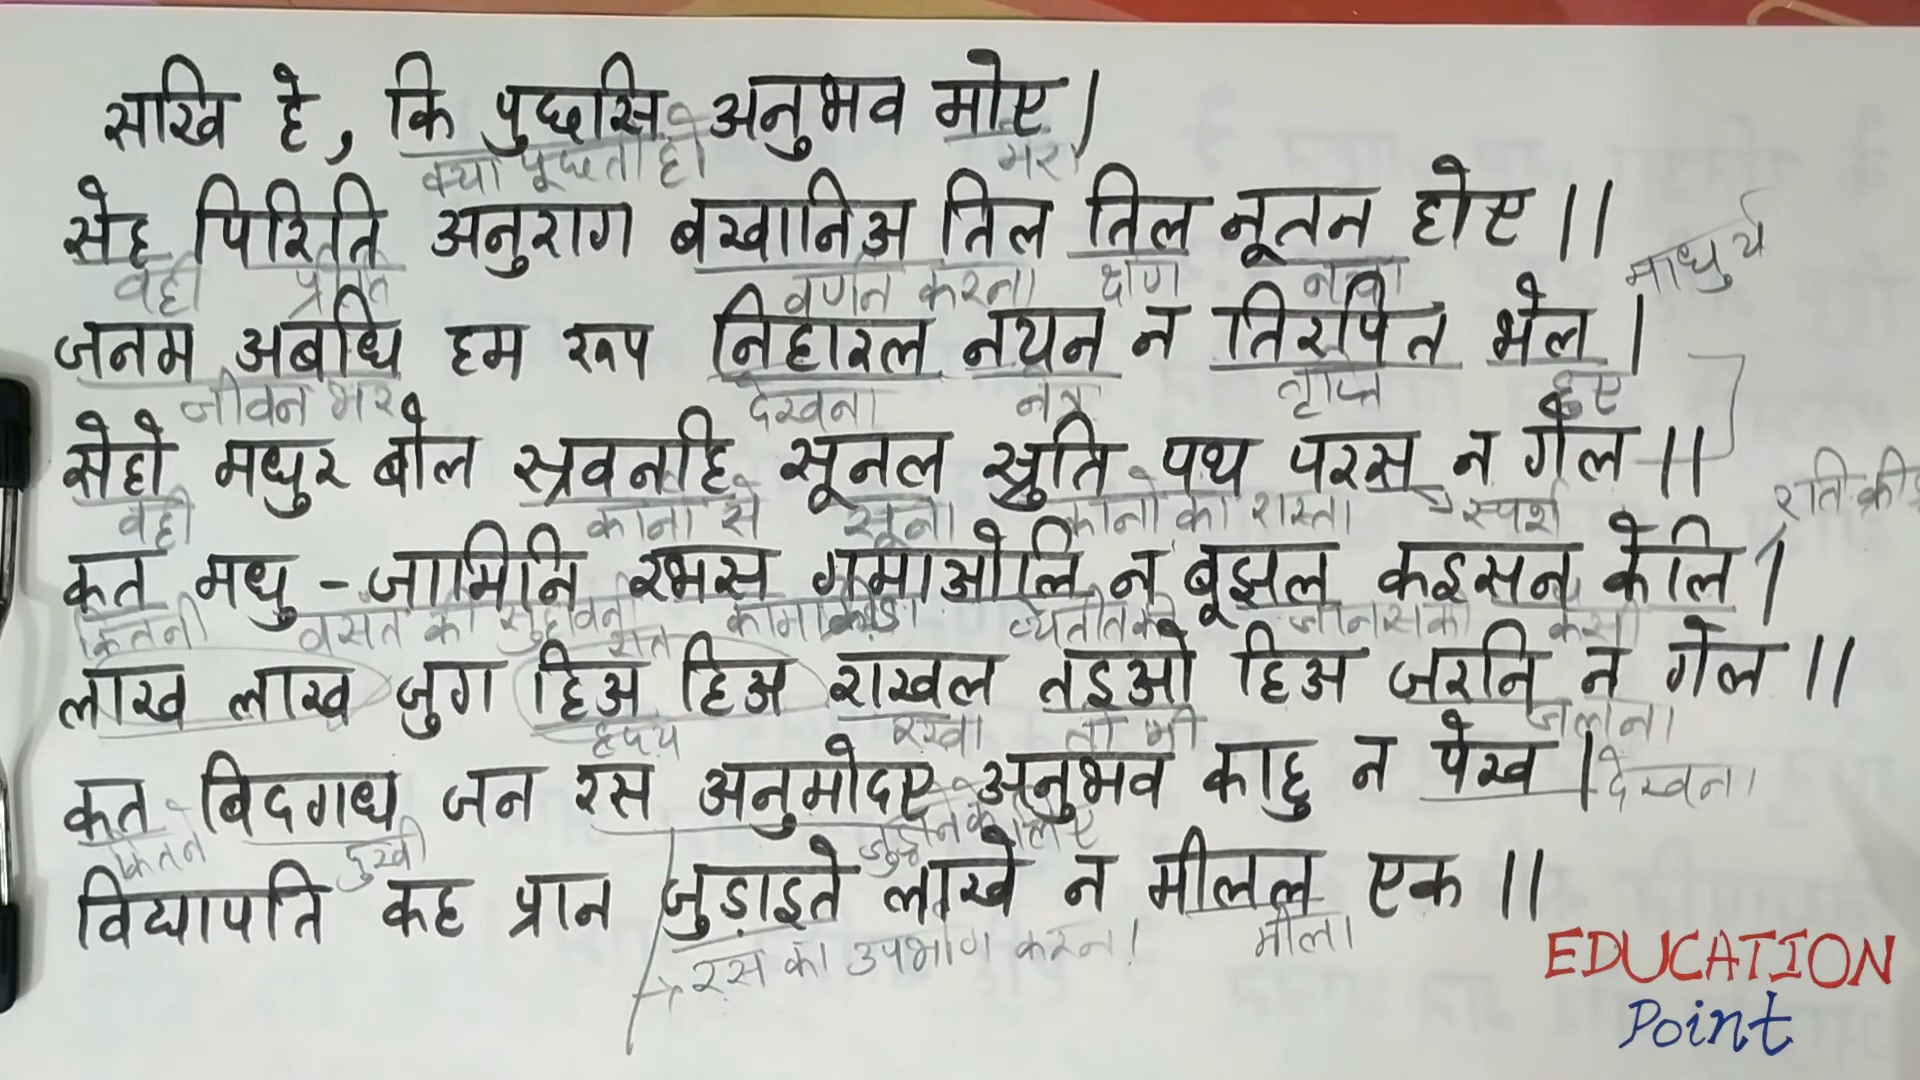 सखि हे, कि पुछसि अनुभव मोए।
क्या पूछती हो मेरा
सेह पिरिति अनुराग बखानिअ तिल तिल नूतन होए॥
वही प्रीति वर्णन करना क्षण नया माधुर्य
जनम अबधि हम रूप निहारल नयन न तिरपित भेल।
जीवन भर देखना नेत्र तृप्त हुए
सेहो मधुर बोल स्रवनहि सूनल स्रुति पथ परस न गेल॥
वही कानों से सूना कानों का रास्ता स्पर्श
कत मधु-जामिनि रभस गमाओलि न बूझल कइसन केलि।
कितनी वसंत की सुहावनी रात व्यतीत की कैसी
लाख लाख जुग हिअ हिअ राखल तइओ हिअ जरनि न गेल॥
हृदय रखा तो भी जलना
कत बिदगध जन रस अनुमोदए अनुभव काहु न पेख। देखना
कितने दुखी जुड़ाने के लिए
विद्यापति कह प्रान जुड़ाइते लाखे न मीलल एक॥
रस का उपभोग करना मीला
EDUCATION
Point